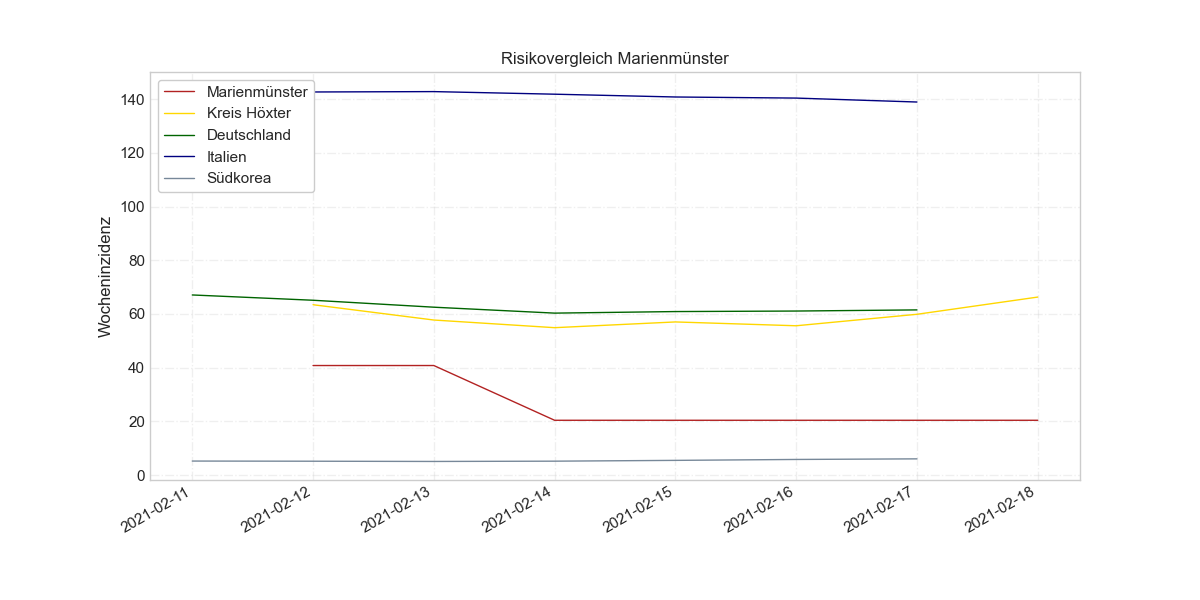 Risikovergleich Marienmünster
Marienmünster
Kreis Höxter
Deutschland
Italien
Südkorea
Wocheninzidenz
140
120
100
80
60
40
20
0
2021-02-11
2021-02-12
2021-02-13
2021-02-14
2021-02-15
2021-02-16
2021-02-17
2021-02-18